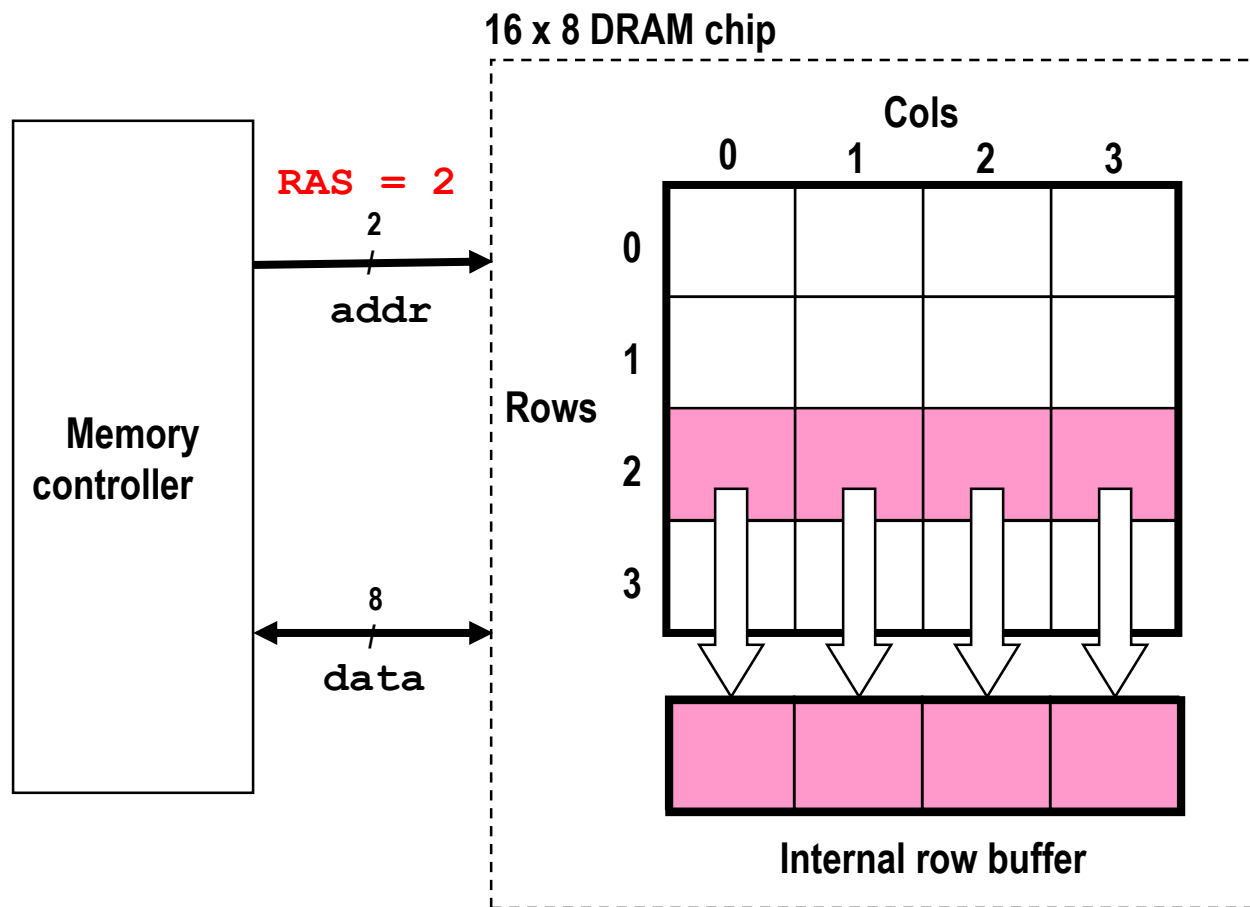 16 x 8 DRAM chip
Cols
0 1 2 3
RAS = 2
2
addr
0
1
Rows
2
3
Memory
controller
8
data
Internal row buffer